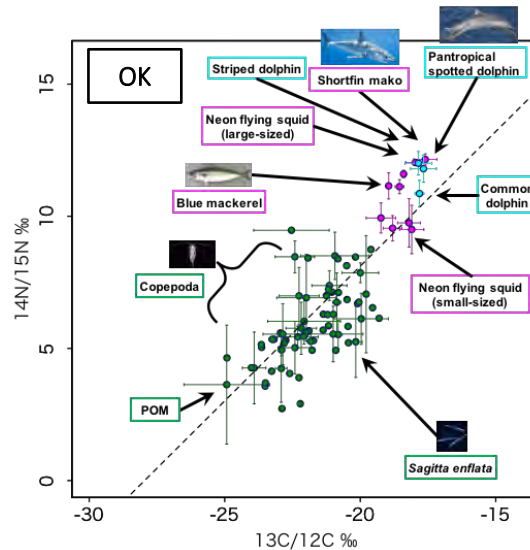 OK
Striped dolphin
Shortfin mako
Pantropical
spotted dolphin
Neon flying squid
(large-sized)
Blue mackerel
Common
dolphin
Neon flying squid
(small-sized)
Copepoda
POM
Sagitta enflata
14N/15N ‰
15
10
5
0
-30
-25
-20
-15
13C/12C ‰